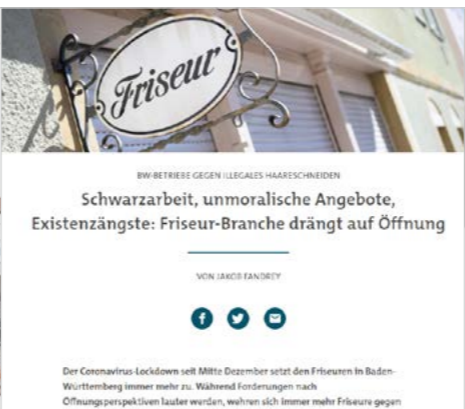 Friseur
BW-BETRIEBE GEGEN ILLEGALES HAARESCHNEIDEN
Schwarzarbeit, unmoralische Angebote,
Existenzängste: Friseur-Branche drängt auf Öffnung
VON JAKOB FANDREY
Der Coronavirus-Lockdown seit Mitte Dezember setzt den Friseuren in Baden-
Württemberg immer mehr zu. Während Forderungen nach
Öffnungsperspektiven lauter werden, wehren sich immer mehr Friseure gegen